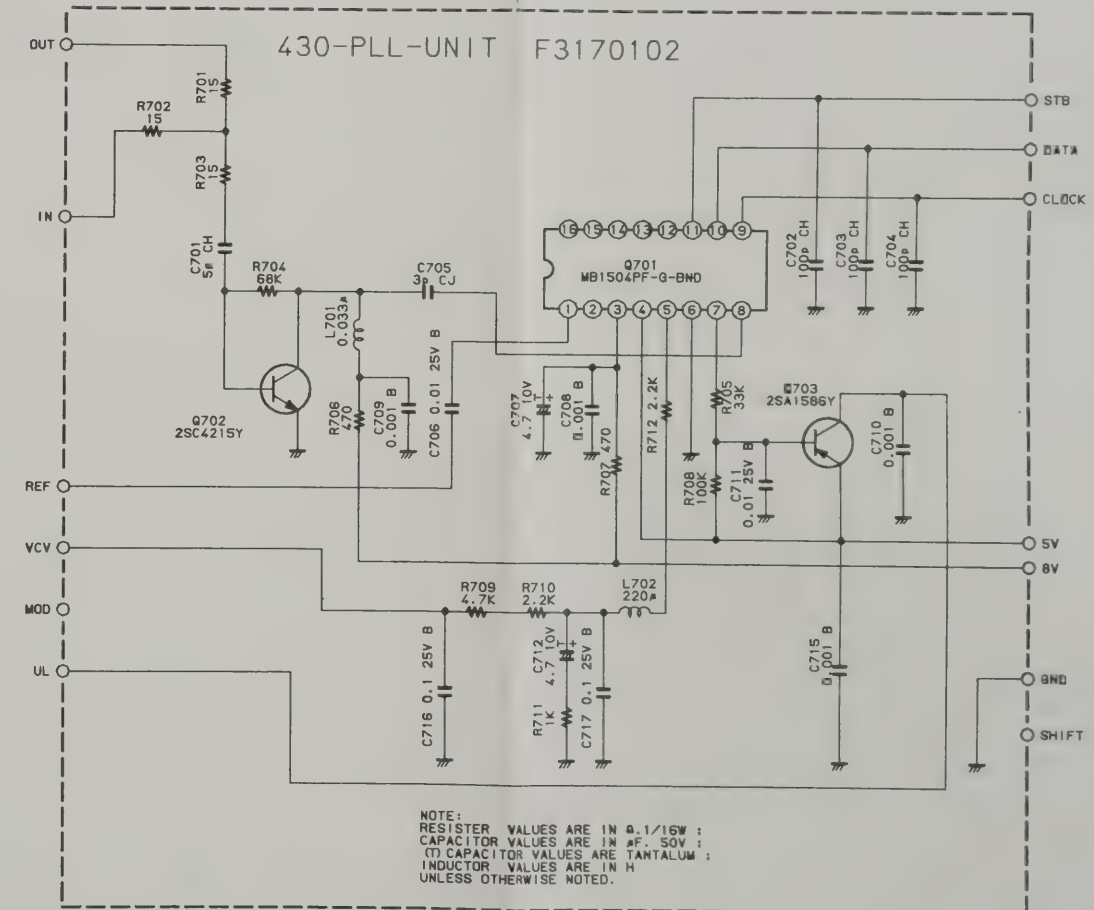 430-PLL-UNIT F3170102
OUT
IN
REF
VCV
MOD
UL
STB
DATA
CLOCK
5V
8V
GND
SHIFT
R701
15
R702
15
R703
15
C701
CH
R704
68K
Q702
2SC4215Y
L701
0.033µ
R706
470
C709
0.001 B
C705
3p CJ
C706 0.01 25V B
16 15 14 13 12 11 10 9
Q701
MB1504PF-G-BND
1 2 3 4 5 6 7 8
C702
100p CH
C703
100p CH
C704
100p CH
C707
4.7 10V
T
+
C708
0.001 B
R707 470
R712 2.2K
R705
33K
R708
100K
C711
0.01 25V B
Q703
2SA1586Y
C710
0.001 B
R709
4.7K
R710
2.2K
L702
220µ
C716 0.1 25V B
C712
4.7 10V
T
+
R711
1K
C717 0.1 25V B
C715
0.001 B
NOTE:
RESISTER VALUES ARE IN Ω.1/16W ;
CAPACITOR VALUES ARE IN µF. 50V ;
(T) CAPACITOR VALUES ARE TANTALUM ;
INDUCTOR VALUES ARE IN H
UNLESS OTHERWISE NOTED.